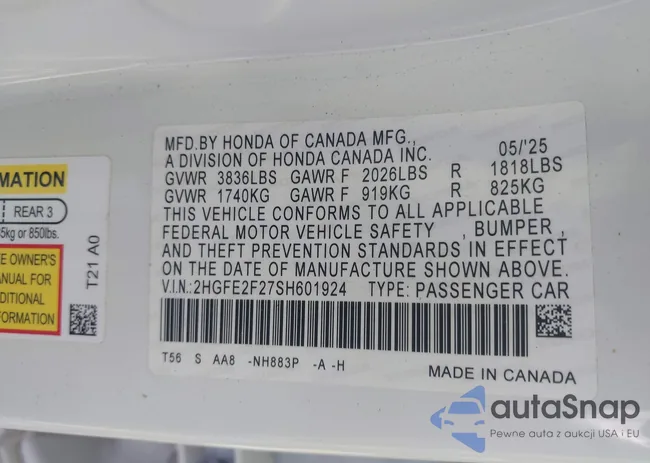 MFD.BY HONDA OF CANADA MFG., 05/'25
A DIVISION OF HONDA CANADA INC.
GVWR 3836LBS GAWR F 2026LBS R 1818LBS
GVWR 1740KG GAWR F 919KG R 825KG
THIS VEHICLE CONFORMS TO ALL APPLICABLE
FEDERAL MOTOR VEHICLE SAFETY , BUMPER ,
AND THEFT PREVENTION STANDARDS IN EFFECT
ON THE DATE OF MANUFACTURE SHOWN ABOVE.
V.I.N.:2HGFE2F27SH601924 TYPE: PASSENGER CAR
T56 S AA8 -NH883P -A -H
MADE IN CANADA
MATION
REAR 3
5kg or 850lbs.
E OWNER'S
ANUAL FOR
DITIONAL
FORMATION
T21 A0
autaSnap
Pewne auta z aukcji USA i EU